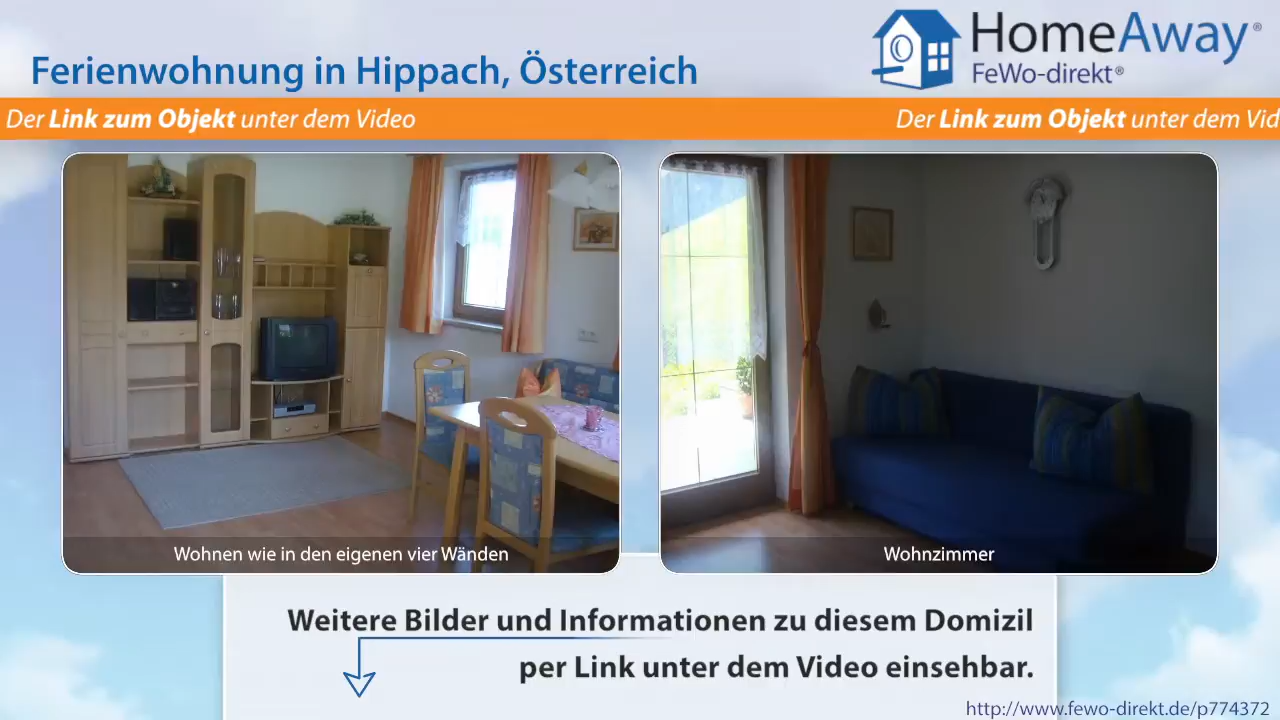 HomeAway®
FeWo-direkt®
Ferienwohnung in Hippach, Österreich
Der Link zum Objekt unter dem Video
Der Link zum Objekt unter dem Vid
Wohnen wie in den eigenen vier Wänden
Wohnzimmer
Weitere Bilder und Informationen zu diesem Domizil
per Link unter dem Video einsehbar.
http://www.fewo-direkt.de/p774372